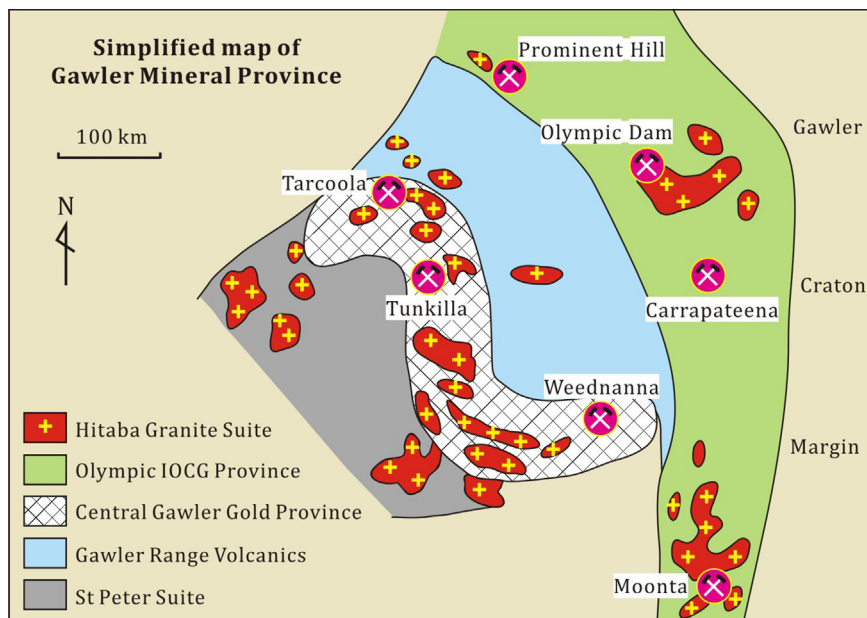 Simplified map of
Gawler Mineral Province
100 km
N
Prominent Hill
Olympic Dam
Gawler
Tarcoola
Tunkilla
Carrapateena
Craton
Weednanna
Margin
Moonta
Hitaba Granite Suite
Olympic IOCG Province
Central Gawler Gold Province
Gawler Range Volcanics
St Peter Suite